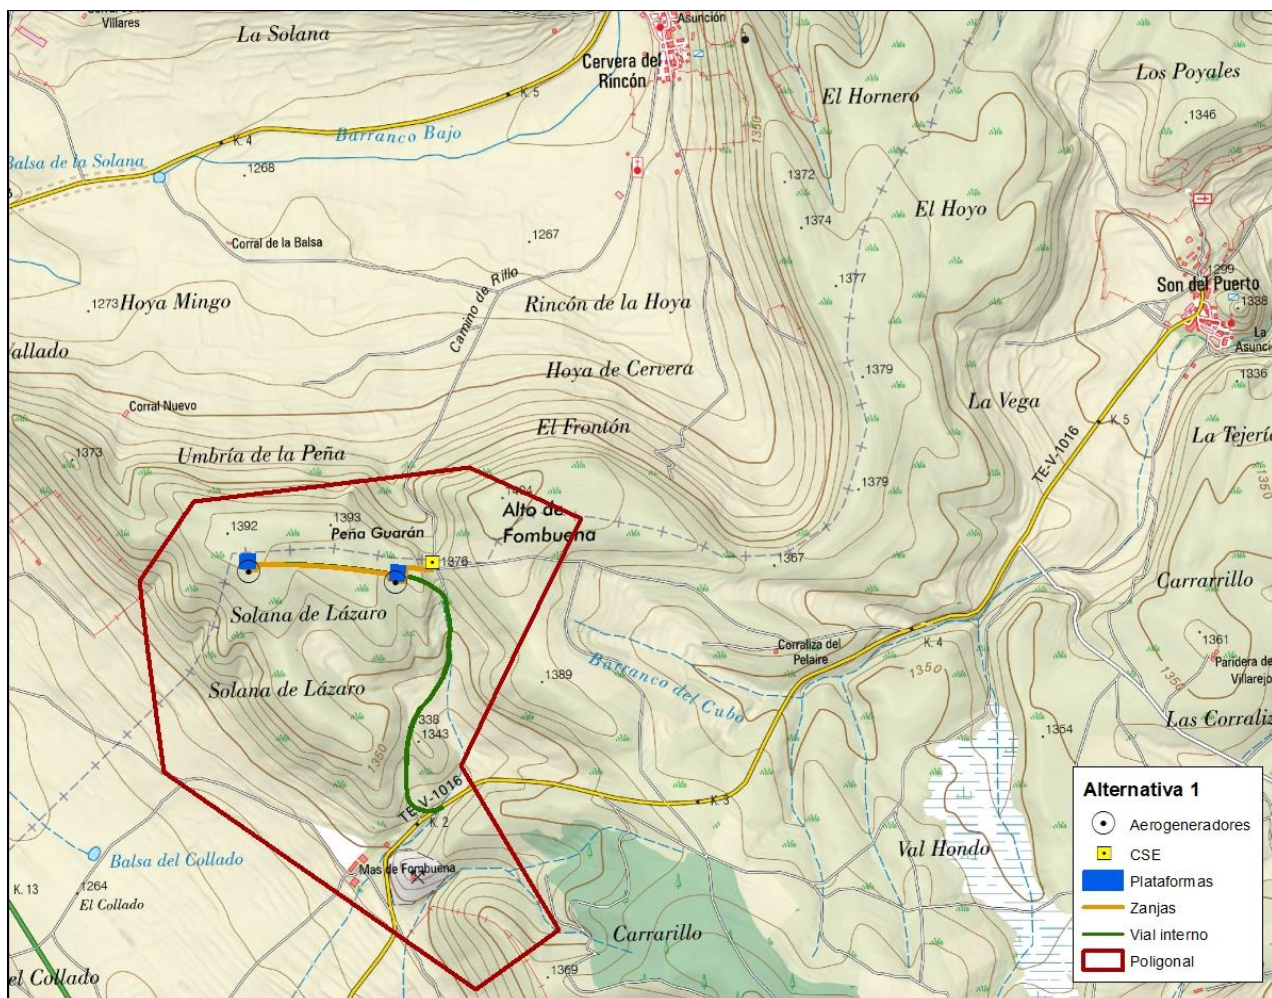 Villares
La Solana
Asunción
Cervera del
Rincón
Los Poyales
El Hornero
1346
K. 5
1350
Barranco Bajo
K. 4
Balsa de la Solana
1268
1372
El Hoyo
1374
Corral de la Balsa
1267
1299
Son del Puerto
1338
1273
Hoya Mingo
Camino de Rillo
Rincón de la Hoya
1377
La
Asunción
Vallado
Hoya de Cervera
1379
1336
La Vega
Corral Nuevo
El Frontón
K. 5
La Tejería
TE-V-1016
Umbría de la Peña
1373
1350
1404
1379
Alto de
Fombuena
1392
1393
Peña Guarán
1376
1367
Carrarrillo
Solana de Lázaro
K. 4
1361
Corraliza del
Pelaire
Paridera de
Villarejo
Barranco del Cubo
1350
1389
1350
Solana de Lázaro
Las Corraliz
338
1343
1354
1350
TE-V-1016
K. 3
K. 2
Val Hondo
Balsa del Collado
Mas de Fombuena
K. 13
1264
El Collado
Carrarillo
1369
el Collado
Alternativa 1
Aerogeneradores
CSE
Plataformas
Zanjas
Vial interno
Poligonal